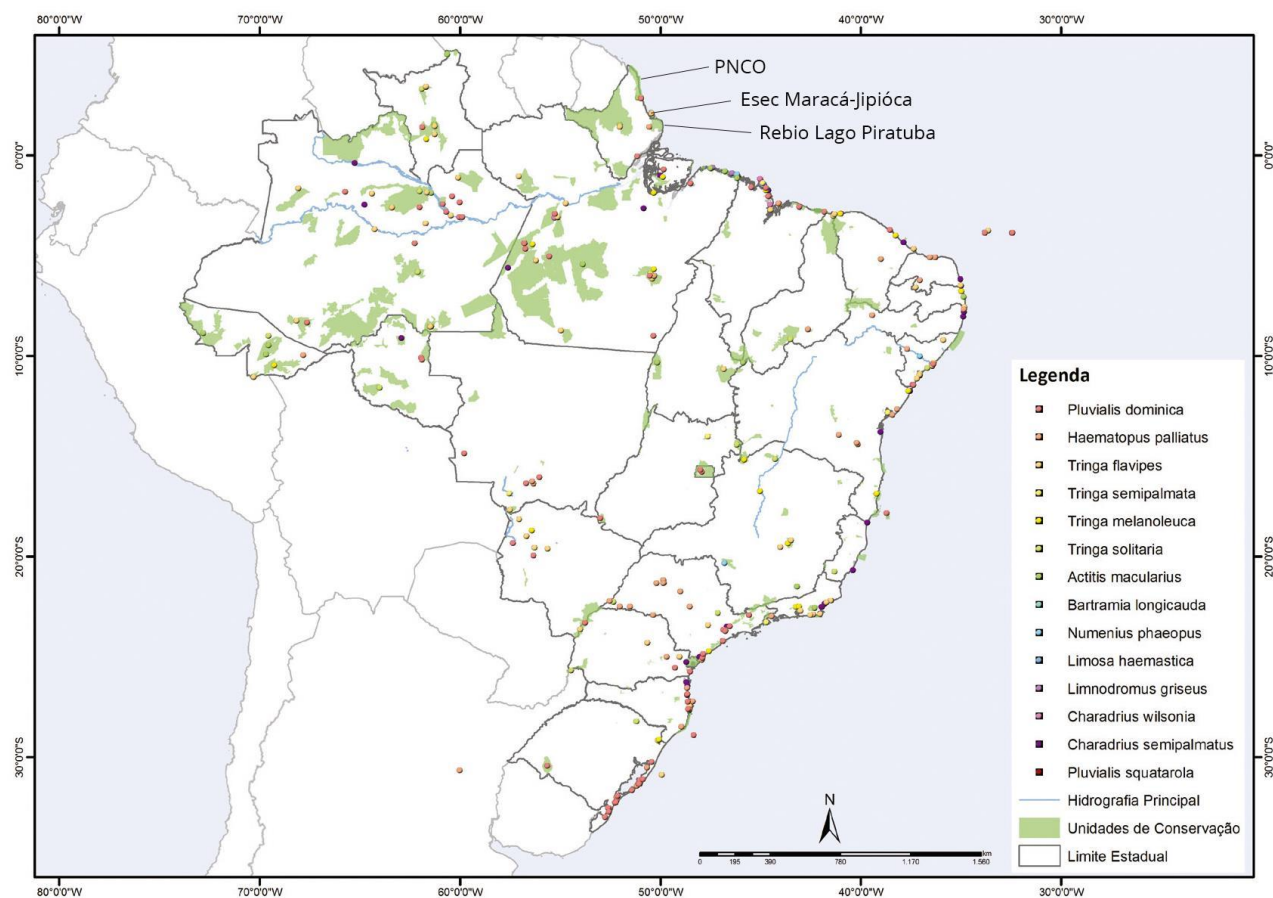 80°0'0"W 70°0'0"W 60°0'0"W 50°0'0"W 40°0'0"W 30°0'0"W
PNCO
Esec Maracá-Jipióca
Rebio Lago Piratuba
0°0'0" 0°0'0"
10°0'0"S 10°0'0"S
20°0'0"S 20°0'0"S
30°0'0"S 30°0'0"S
Legenda
Pluvialis dominica
Haematopus palliatus
Tringa flavipes
Tringa semipalmata
Tringa melanoleuca
Tringa solitaria
Actitis macularius
Bartramia longicauda
Numenius phaeopus
Limosa haemastica
Limnodromus griseus
Charadrius wilsonia
Charadrius semipalmatus
Pluvialis squatarola
Hidrografia Principal
Unidades de Conservação
Limite Estadual
N
km
0 195 390 780 1.170 1.560
80°0'0"W 70°0'0"W 60°0'0"W 50°0'0"W 40°0'0"W 30°0'0"W